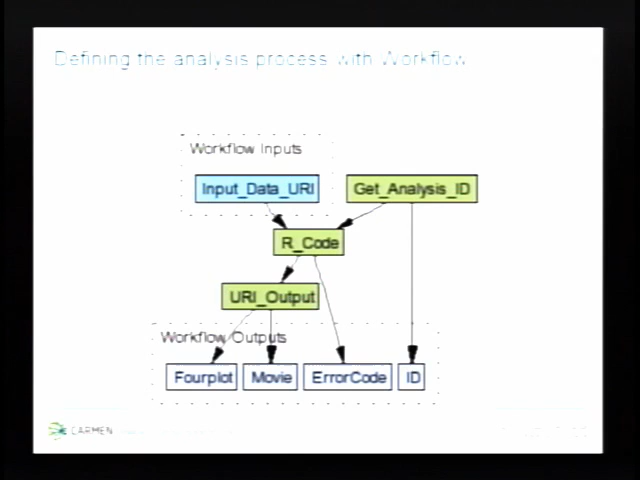 Defining the analysis process with Workflow
Workflow Inputs
Input_Data_URI
Get_Analysis_ID
R_Code
URI_Output
Workflow Outputs
Fourplot
Movie
ErrorCode
ID
CARMEN